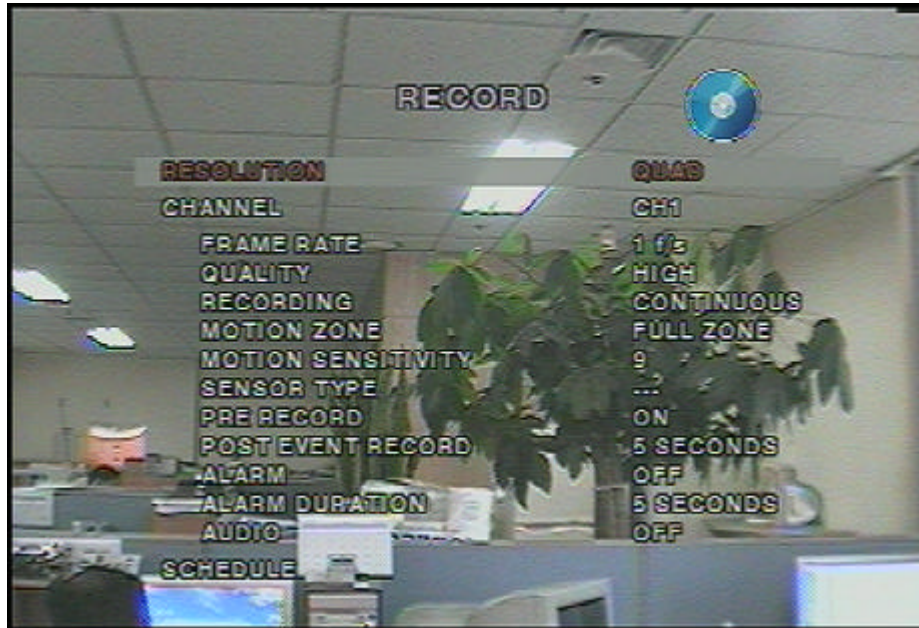 RECORD
RESOLUTION QUAD
CHANNEL CH1
FRAME RATE 1 f/s
QUALITY HIGH
RECORDING CONTINUOUS
MOTION ZONE FULL ZONE
MOTION SENSITIVITY 9
SENSOR TYPE ...
PRE RECORD ON
POST EVENT RECORD 5 SECONDS
ALARM OFF
ALARM DURATION 5 SECONDS
AUDIO OFF
SCHEDULE